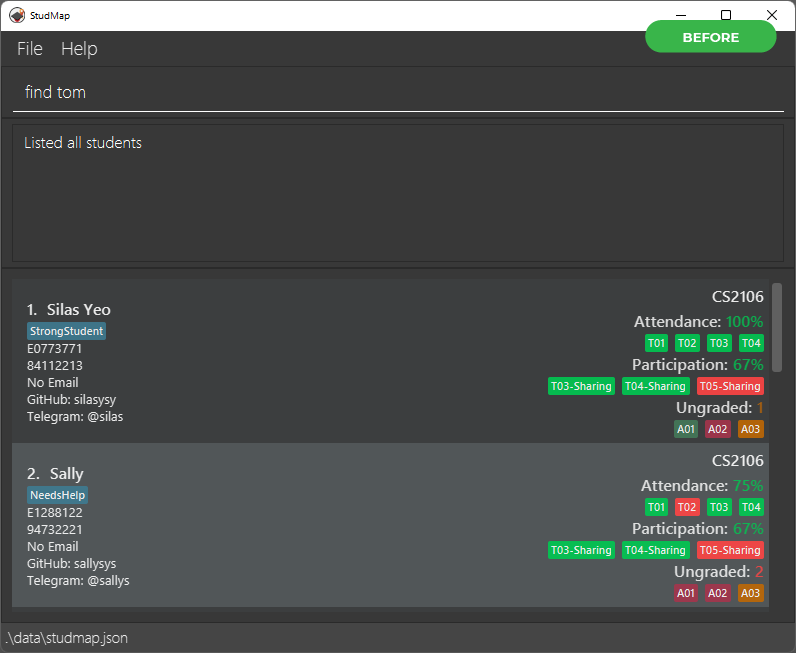 StudMap
BEFORE
File Help
find tom
Listed all students
1. Silas Yeo
StrongStudent
E0773771
84112213
No Email
GitHub: silasysy
Telegram: @silas
CS2106
Attendance: 100%
T01 T02 T03 T04
Participation: 67%
T03-Sharing T04-Sharing T05-Sharing
Ungraded: 1
A01 A02 A03
2. Sally
NeedsHelp
E1288122
94732221
No Email
GitHub: sallysys
Telegram: @sallys
CS2106
Attendance: 75%
T01 T02 T03 T04
Participation: 67%
T03-Sharing T04-Sharing T05-Sharing
Ungraded: 2
A01 A02 A03
.\data\studmap.json